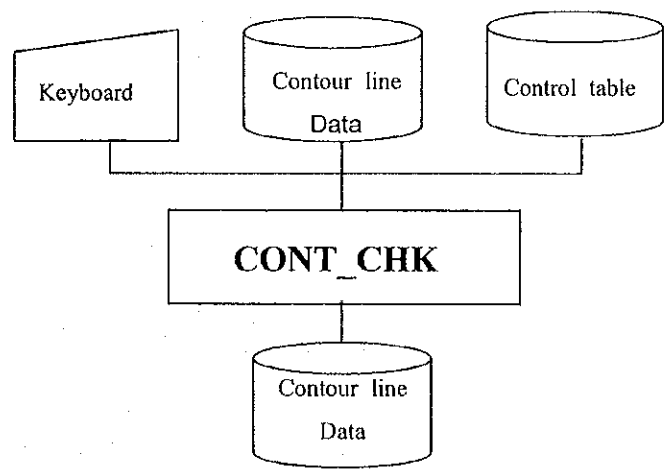 Keyboard
Contour line
Data
Control table
CONT_CHK
Contour line
Data